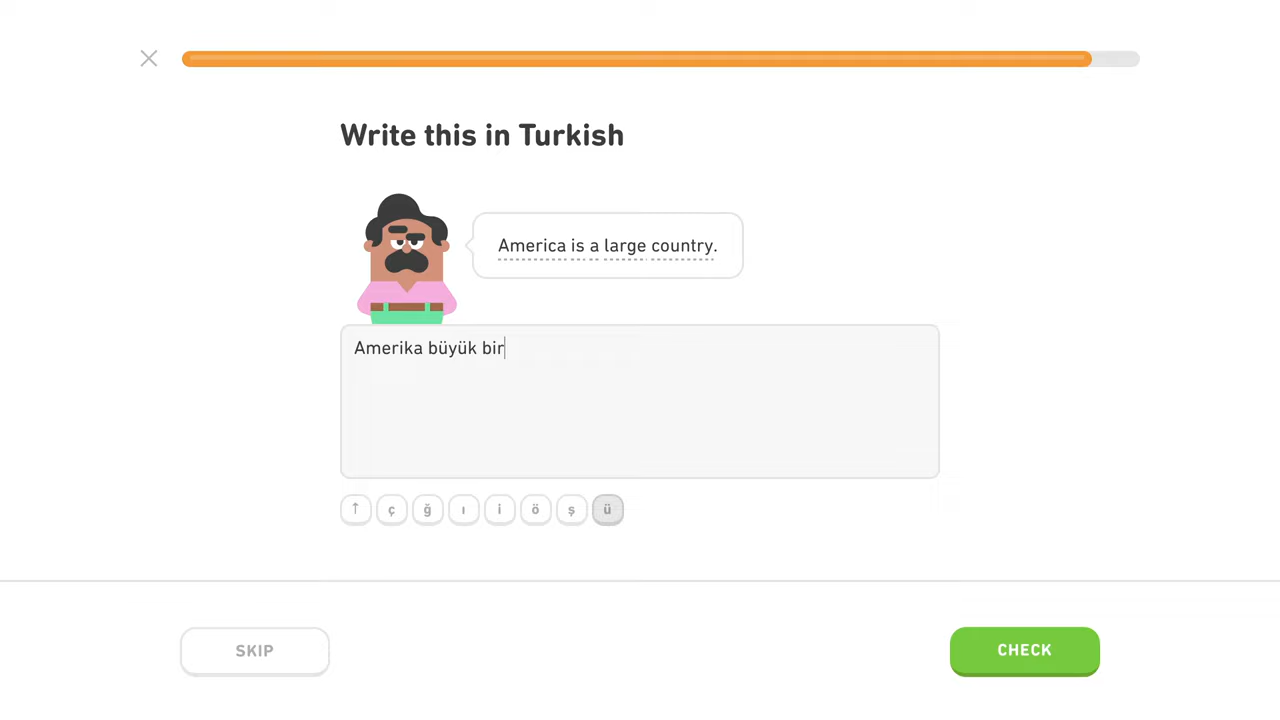 Write this in Turkish
America is a large country.
Amerika büyük bir
↑ ç ğ ı i ö ş ü
SKIP
CHECK